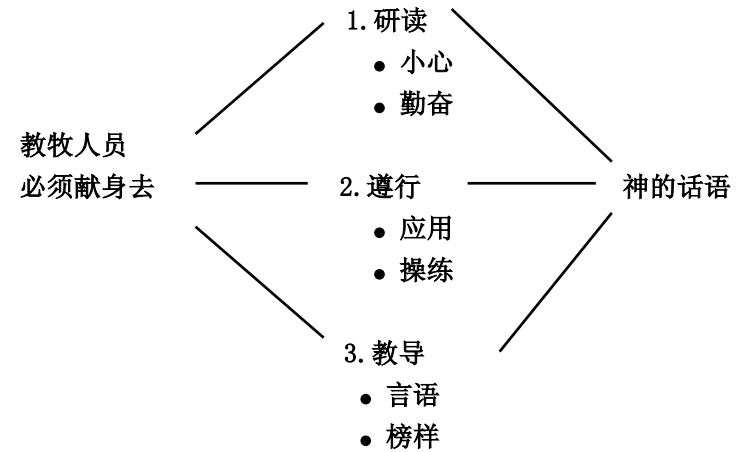 教牧人员
必须献身去
1.研读
● 小心
● 勤奋
2.遵行
● 应用
● 操练
3.教导
● 言语
● 榜样
神的话语